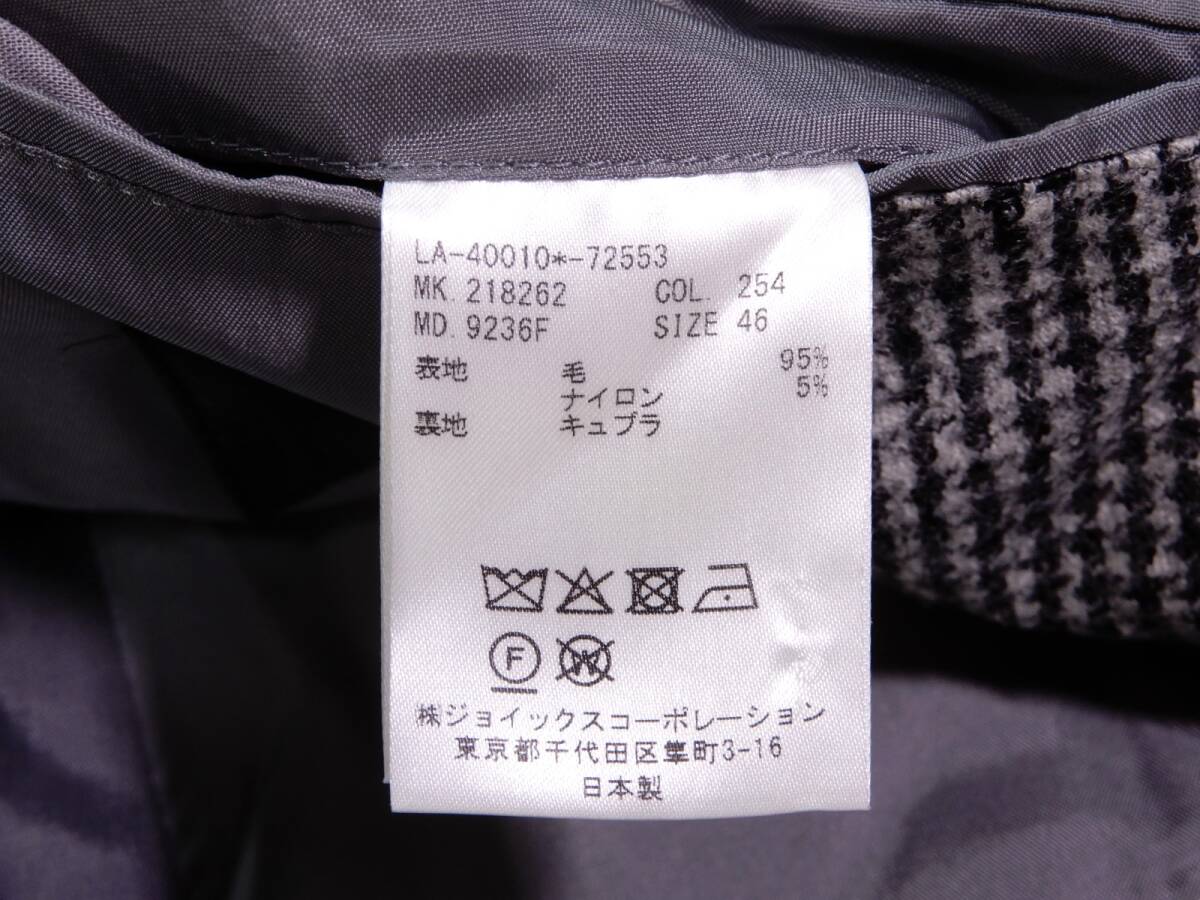 LA-40010*-72553
MK. 218262 COL. 254
MD. 9236F SIZE 46
表地 毛 95%
ナイロン 5%
裏地 キュプラ
F W
㈱ジョイックスコーポレーション
東京都千代田区隼町3-16
日本製